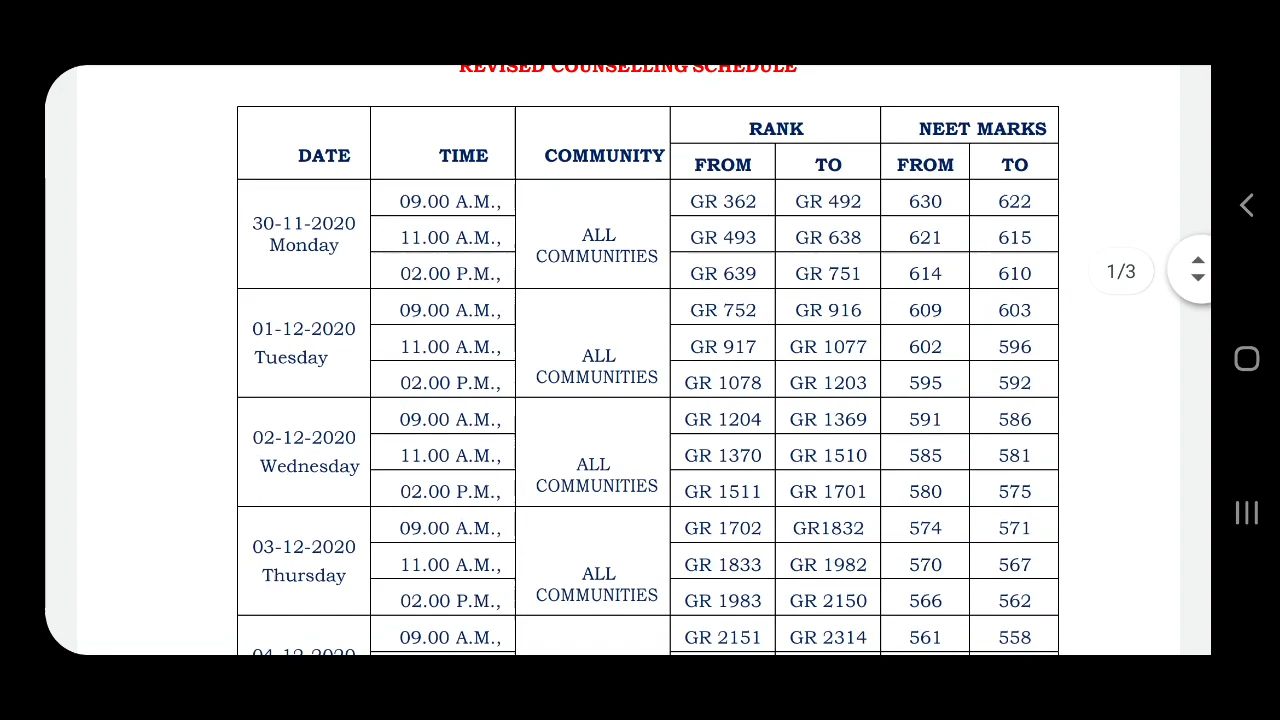 REVISED COUNSELLING SCHEDULE
DATE TIME COMMUNITY RANK NEET MARKS
FROM TO FROM TO
30-11-2020 Monday ALL COMMUNITIES
09.00 A.M., GR 362 GR 492 630 622
11.00 A.M., GR 493 GR 638 621 615
02.00 P.M., GR 639 GR 751 614 610
01-12-2020 Tuesday ALL COMMUNITIES
09.00 A.M., GR 752 GR 916 609 603
11.00 A.M., GR 917 GR 1077 602 596
02.00 P.M., GR 1078 GR 1203 595 592
02-12-2020 Wednesday ALL COMMUNITIES
09.00 A.M., GR 1204 GR 1369 591 586
11.00 A.M., GR 1370 GR 1510 585 581
02.00 P.M., GR 1511 GR 1701 580 575
03-12-2020 Thursday ALL COMMUNITIES
09.00 A.M., GR 1702 GR1832 574 571
11.00 A.M., GR 1833 GR 1982 570 567
02.00 P.M., GR 1983 GR 2150 566 562
04-12-2020
09.00 A.M., GR 2151 GR 2314 561 558
1/3